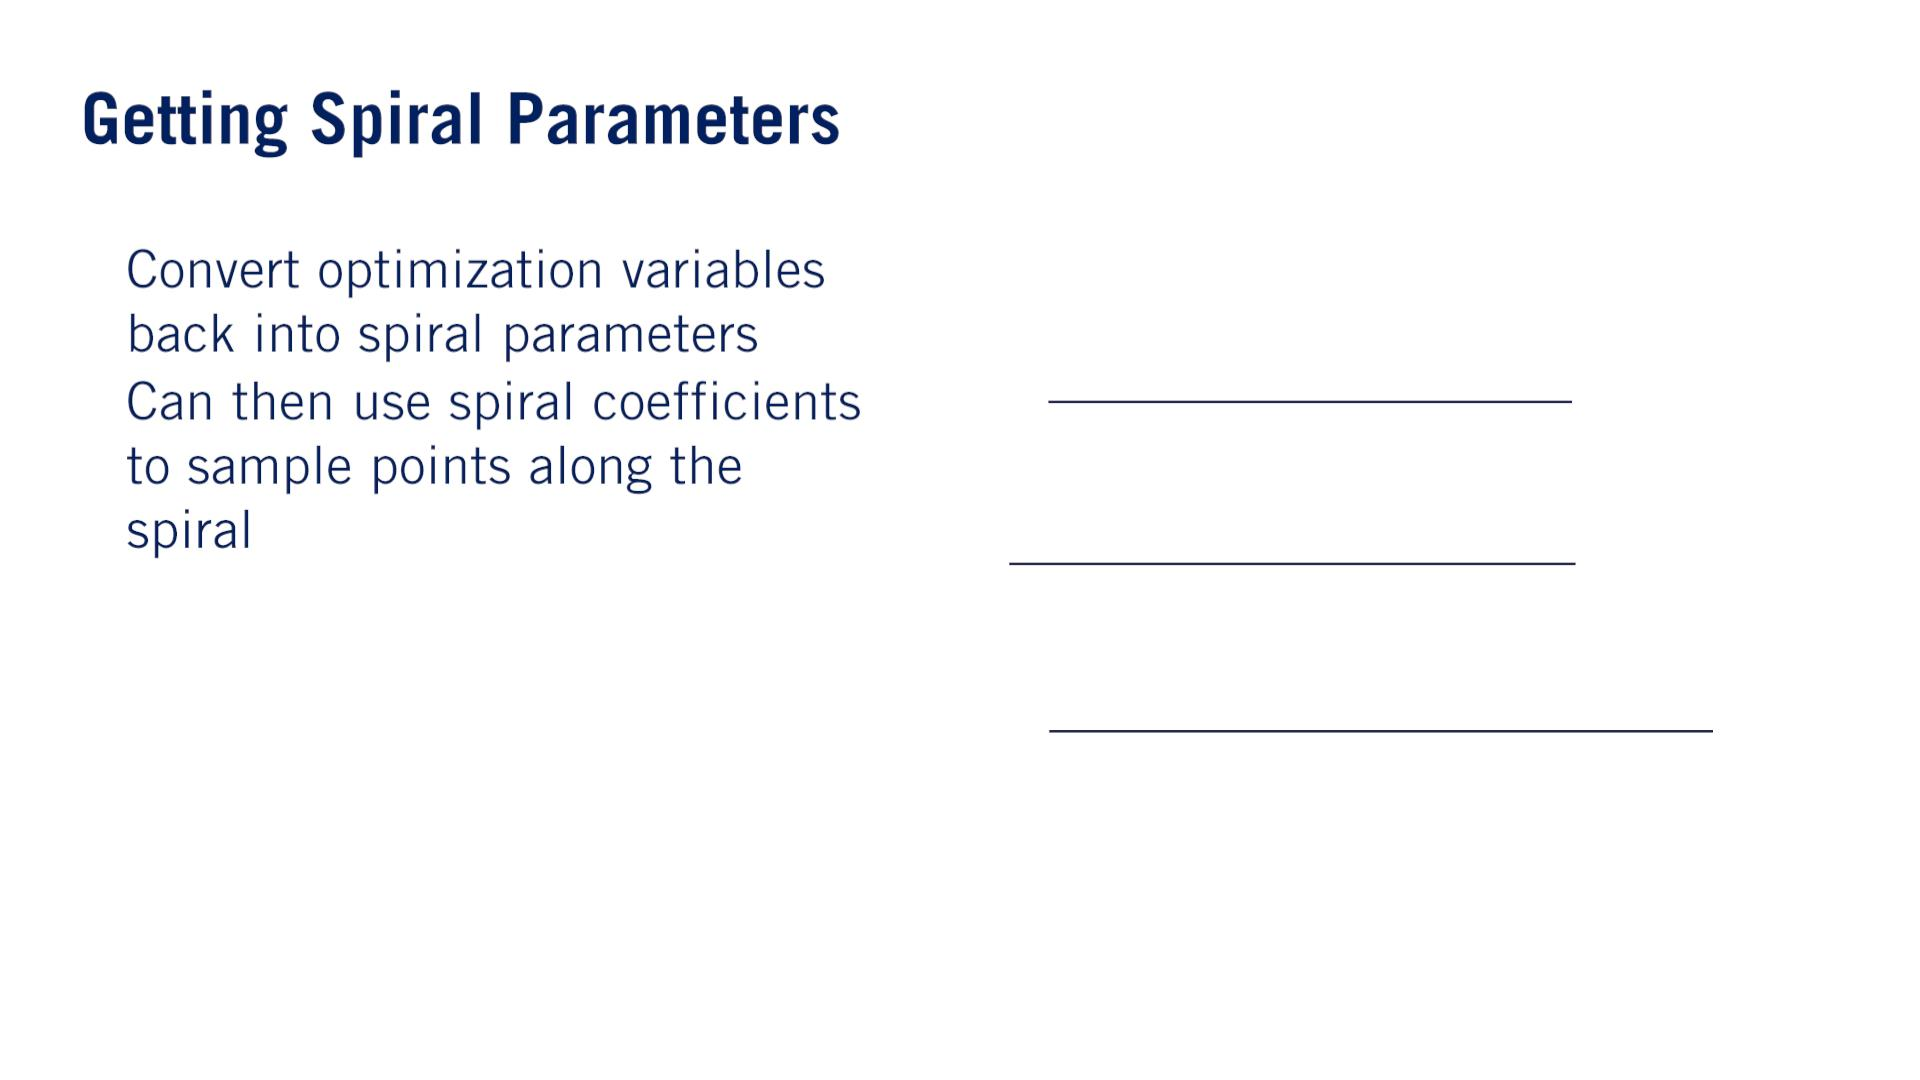 Getting Spiral Parameters
Convert optimization variables
back into spiral parameters
Can then use spiral coefficients
to sample points along the
spiral